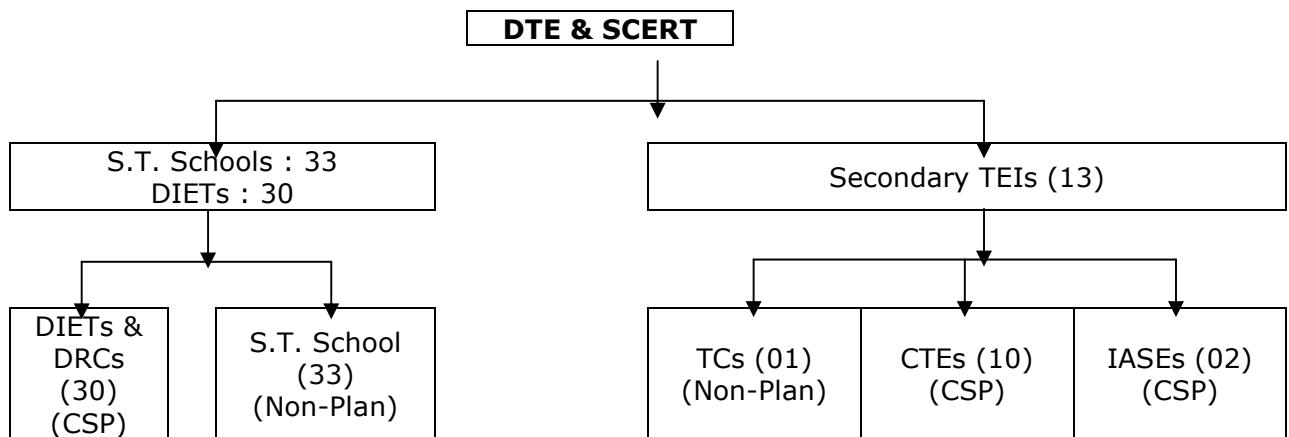 DTE & SCERT
S.T. Schools : 33
DIETs : 30
Secondary TEIs (13)
DIETs &
DRCs
(30)
(CSP)
S.T. School
(33)
(Non-Plan)
TCs (01)
(Non-Plan)
CTEs (10)
(CSP)
IASEs (02)
(CSP)